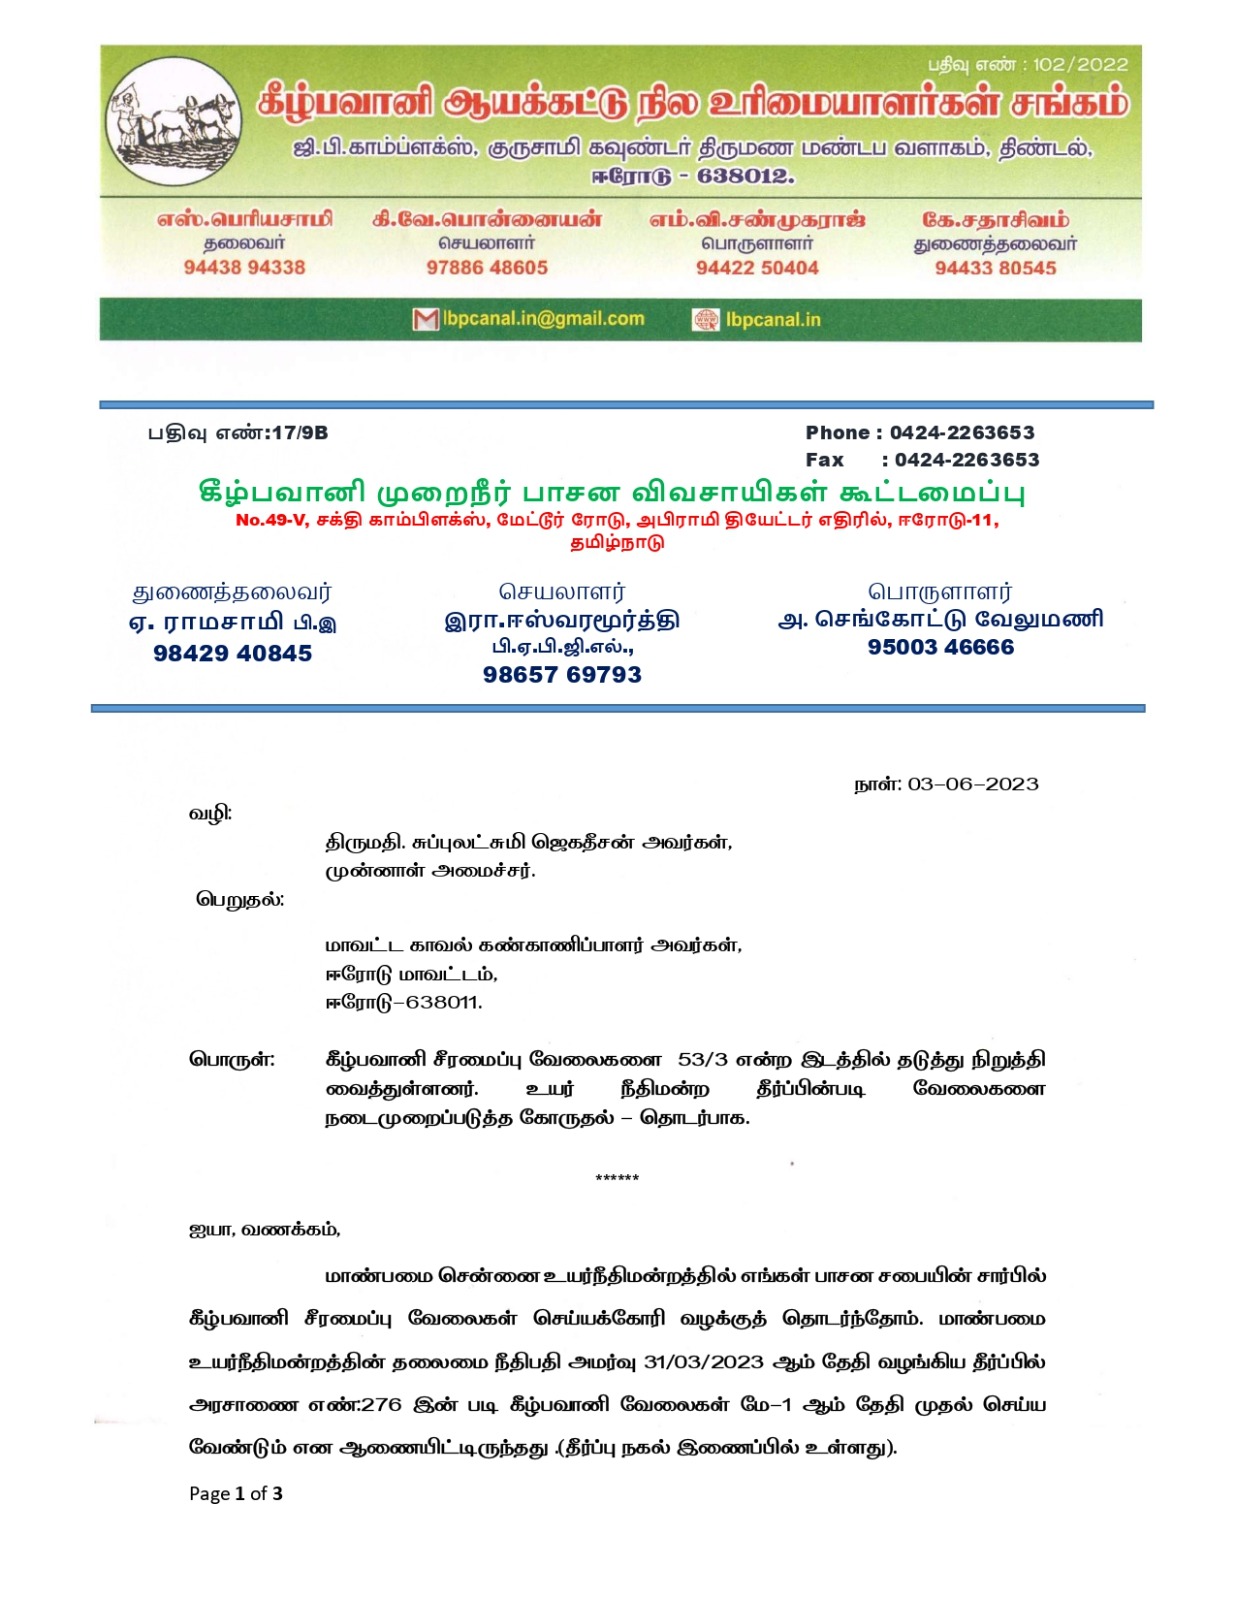 பதிவு எண் : 102/2022
கீழ்பவானி ஆயக்கட்டு நில உரிமையாளர்கள் சங்கம்
ஜி.பி.காம்ப்ளக்ஸ், குருசாமி கவுண்டர் திருமண மண்டப வளாகம், திண்டல்,
ஈரோடு - 638012.
எஸ்.பெரியசாமி கி.வே.பொன்னையன் எம்.வி.சண்முகராஜ் கே.சதாசிவம்
தலைவர் செயலாளர் பொருளாளர் துணைத்தலைவர்
94438 94338 97886 48605 94422 50404 94433 80545
lbpcanal.in@gmail.com lbpcanal.in
பதிவு எண்:17/9B Phone : 0424-2263653
Fax : 0424-2263653
கீழ்பவானி முறைநீர் பாசன விவசாயிகள் கூட்டமைப்பு
No.49-V, சக்தி காம்பிளக்ஸ், மேட்டூர் ரோடு, அபிராமி தியேட்டர் எதிரில், ஈரோடு-11,
தமிழ்நாடு
துணைத்தலைவர் செயலாளர் பொருளாளர்
ஏ. ராமசாமி பி.இ இரா.ஈஸ்வரமூர்த்தி அ. செங்கோட்டு வேலுமணி
98429 40845 பி.ஏ.பி.ஜி.எல்., 95003 46666
98657 69793
நாள்: 03-06-2023
வழி:
திருமதி. சுப்புலட்சுமி ஜெகதீசன் அவர்கள்,
முன்னாள் அமைச்சர்.
பெறுதல்:
மாவட்ட காவல் கண்காணிப்பாளர் அவர்கள்,
ஈரோடு மாவட்டம்,
ஈரோடு-638011.
பொருள்: கீழ்பவானி சீரமைப்பு வேலைகளை 53/3 என்ற இடத்தில் தடுத்து நிறுத்தி
வைத்துள்ளனர். உயர் நீதிமன்ற தீர்ப்பின்படி வேலைகளை
நடைமுறைப்படுத்த கோருதல் – தொடர்பாக.
******
ஐயா, வணக்கம்,
மாண்பமை சென்னை உயர்நீதிமன்றத்தில் எங்கள் பாசன சபையின் சார்பில்
கீழ்பவானி சீரமைப்பு வேலைகள் செய்யக்கோரி வழக்குத் தொடர்ந்தோம். மாண்பமை
உயர்நீதிமன்றத்தின் தலைமை நீதிபதி அமர்வு 31/03/2023 ஆம் தேதி வழங்கிய தீர்ப்பில்
அரசாணை எண்:276 இன் படி கீழ்பவானி வேலைகள் மே-1 ஆம் தேதி முதல் செய்ய
வேண்டும் என ஆணையிட்டிருந்தது .(தீர்ப்பு நகல் இணைப்பில் உள்ளது).
Page 1 of 3